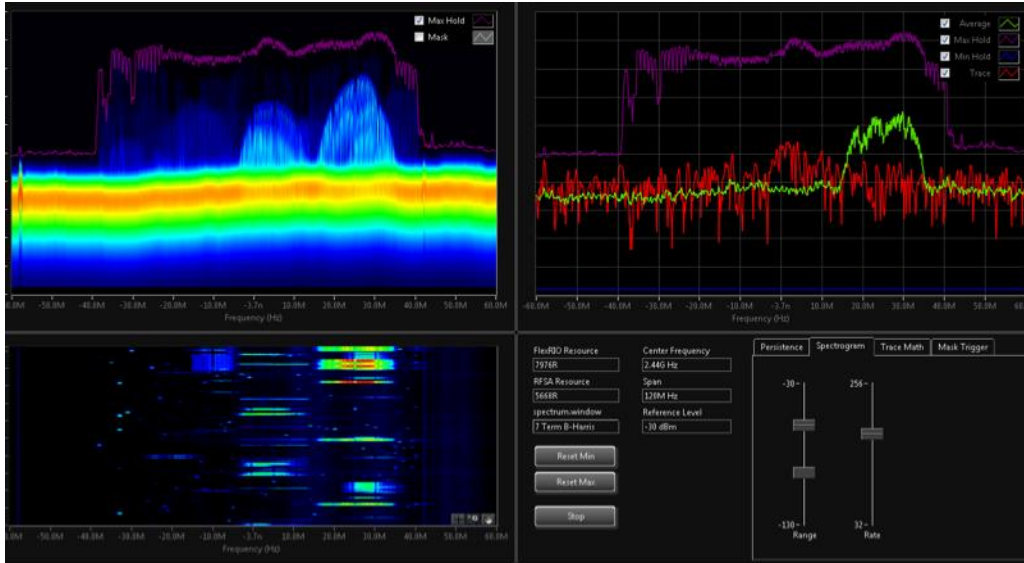 Max Hold
Mask
.0M -50.0M -40.0M -30.0M -20.0M -10.0M -3.7n 10.0M 20.0M 30.0M 40.0M 50.0M 60.0M
Frequency (Hz)
Average
Max Hold
Min Hold
Trace
-60.0M -50.0M -40.0M -30.0M -20.0M -10.0M -3.7n 10.0M 20.0M 30.0M 40.0M 50.0M 60.0M
Frequency (Hz)
.0M -50.0M -40.0M -30.0M -20.0M -10.0M -3.7n 10.0M 20.0M 30.0M 40.0M 50.0M 60.0M
Frequency (Hz)
FlexRIO Resource
7976R
RFSA Resource
5668R
spectrum.window
7 Term B-Harris
Center Frequency
2.44G Hz
Span
120M Hz
Reference Level
-30 dBm
Reset Min
Reset Max
Stop
Persistence Spectrogram Trace Math Mask Trigger
-30- 256-
-130- 32-
Range Rate